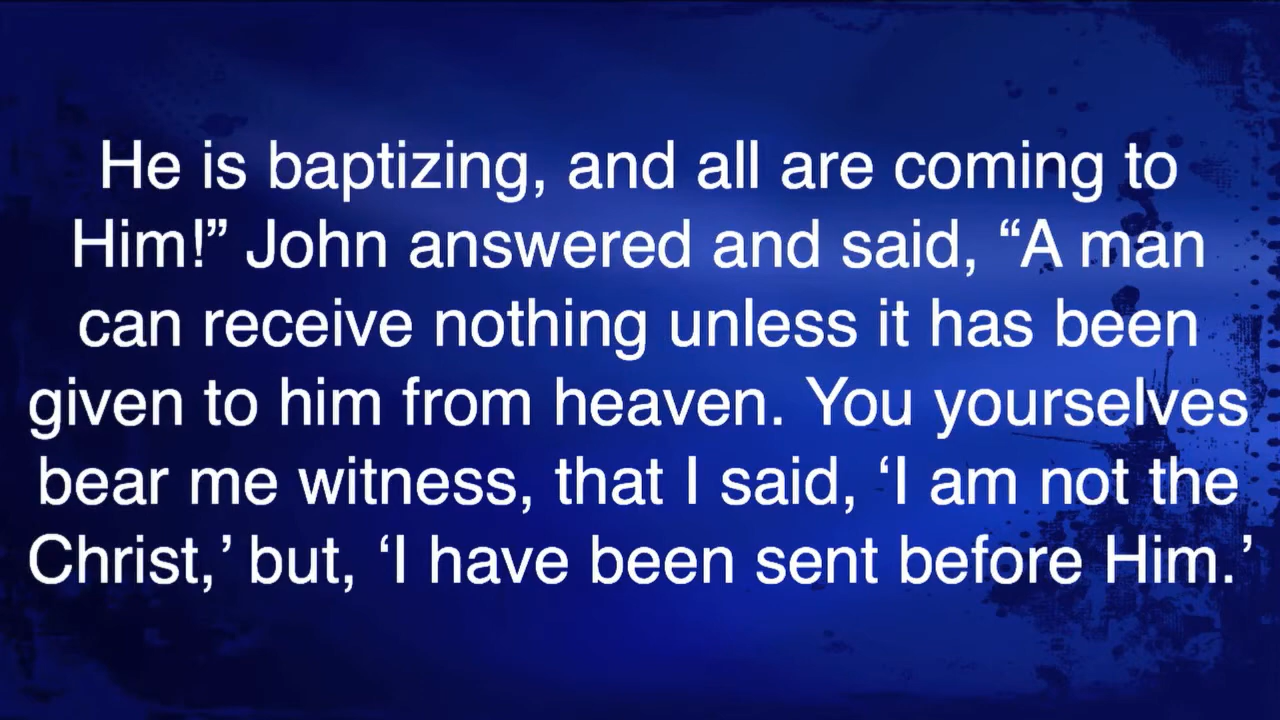 He is baptizing, and all are coming to
Him!” John answered and said, “A man
can receive nothing unless it has been
given to him from heaven. You yourselves
bear me witness, that I said, ‘I am not the
Christ,’ but, ‘I have been sent before Him.’